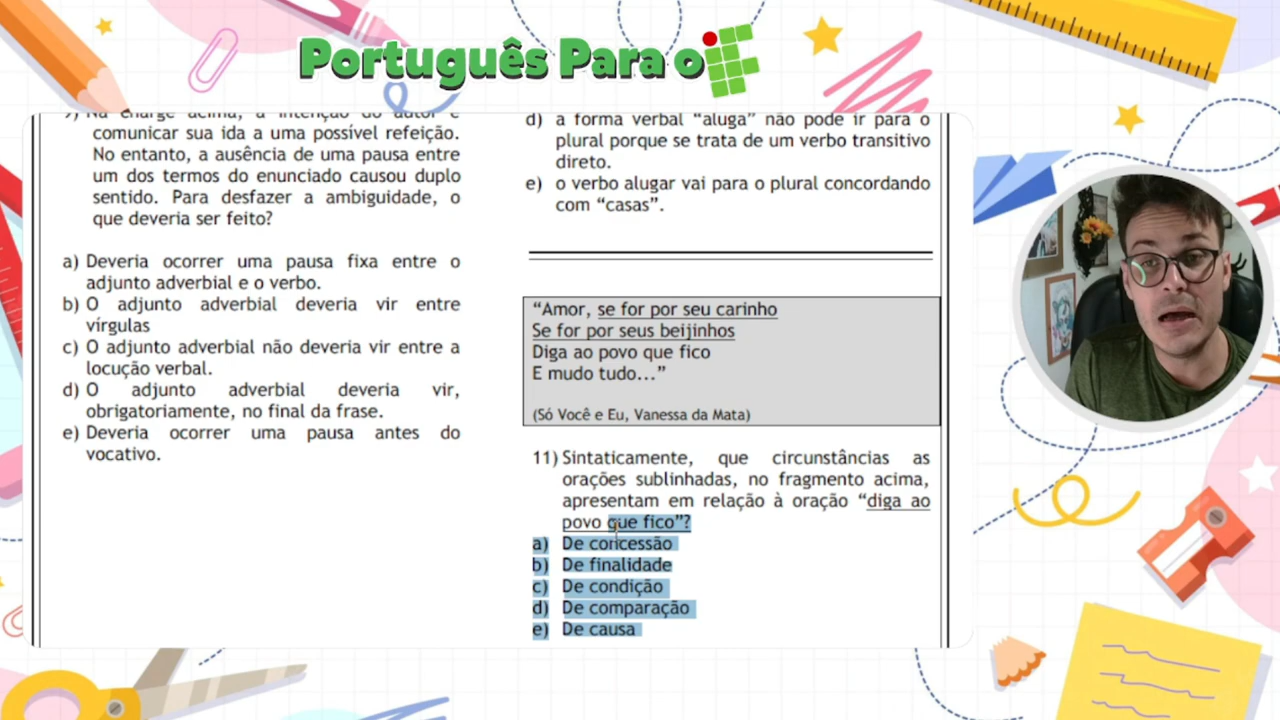 Português Para o
9) Na charge acima, a intenção do autor é
comunicar sua ida a uma possível refeição.
No entanto, a ausência de uma pausa entre
um dos termos do enunciado causou duplo
sentido. Para desfazer a ambiguidade, o
que deveria ser feito?
a) Deveria ocorrer uma pausa fixa entre o
adjunto adverbial e o verbo.
b) O adjunto adverbial deveria vir entre
vírgulas
c) O adjunto adverbial não deveria vir entre a
locução verbal.
d) O adjunto adverbial deveria vir,
obrigatoriamente, no final da frase.
e) Deveria ocorrer uma pausa antes do
vocativo.
d) a forma verbal “aluga” não pode ir para o
plural porque se trata de um verbo transitivo
direto.
e) o verbo alugar vai para o plural concordando
com “casas”.
“Amor, se for por seu carinho
Se for por seus beijinhos
Diga ao povo que fico
E mudo tudo...”
(Só Você e Eu, Vanessa da Mata)
11) Sintaticamente, que circunstâncias as
orações sublinhadas, no fragmento acima,
apresentam em relação à oração “diga ao
povo que fico”?
a) De concessão
b) De finalidade
c) De condição
d) De comparação
e) De causa